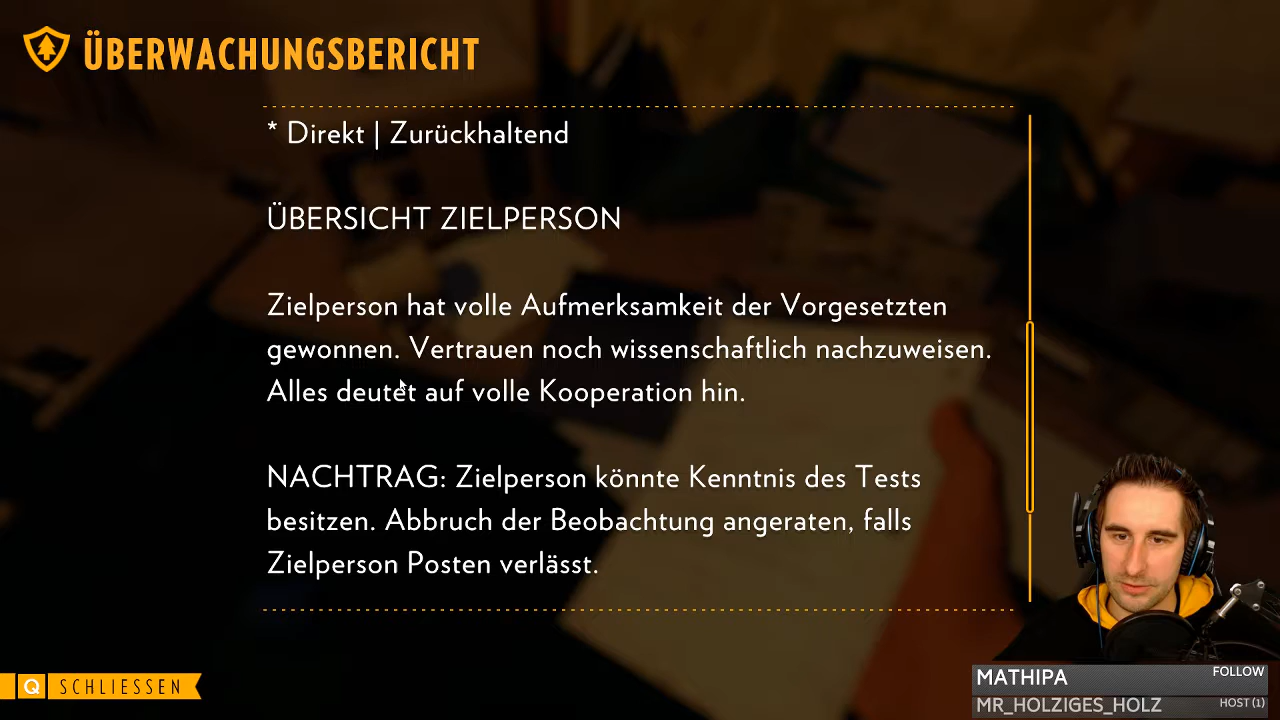 ÜBERWACHUNGSBERICHT
* Direkt | Zurückhaltend
ÜBERSICHT ZIELPERSON
Zielperson hat volle Aufmerksamkeit der Vorgesetzten
gewonnen. Vertrauen noch wissenschaftlich nachzuweisen.
Alles deutet auf volle Kooperation hin.
NACHTRAG: Zielperson könnte Kenntnis des Tests
besitzen. Abbruch der Beobachtung angeraten, falls
Zielperson Posten verlässt.
Q SCHLIESSEN
MATHIPA FOLLOW
MR_HOLZIGES_HOLZ HOST (1)